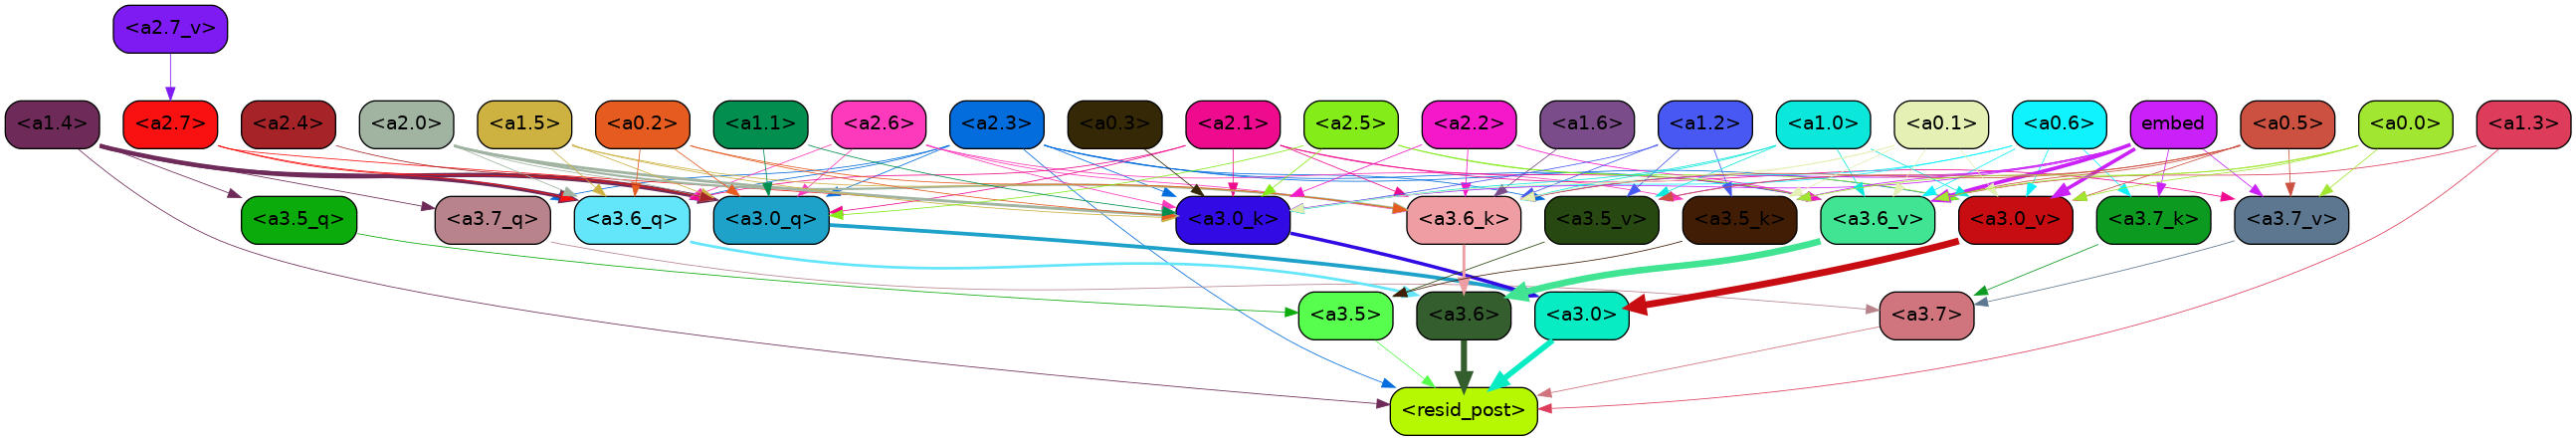 <a2.7_v>
<a1.4> <a2.7> <a2.4> <a2.0> <a1.5> <a0.2> <a1.1> <a2.6> <a2.3> <a0.3> <a2.1> <a2.5> <a2.2> <a1.6> <a1.2> <a1.0> <a0.1> <a0.6> embed <a0.5> <a0.0> <a1.3>
<a3.5_q> <a3.7_q> <a3.6_q> <a3.0_q> <a3.0_k> <a3.6_k> <a3.5_v> <a3.5_k> <a3.6_v> <a3.0_v> <a3.7_k> <a3.7_v>
<a3.5> <a3.6> <a3.0> <a3.7>
<resid_post>